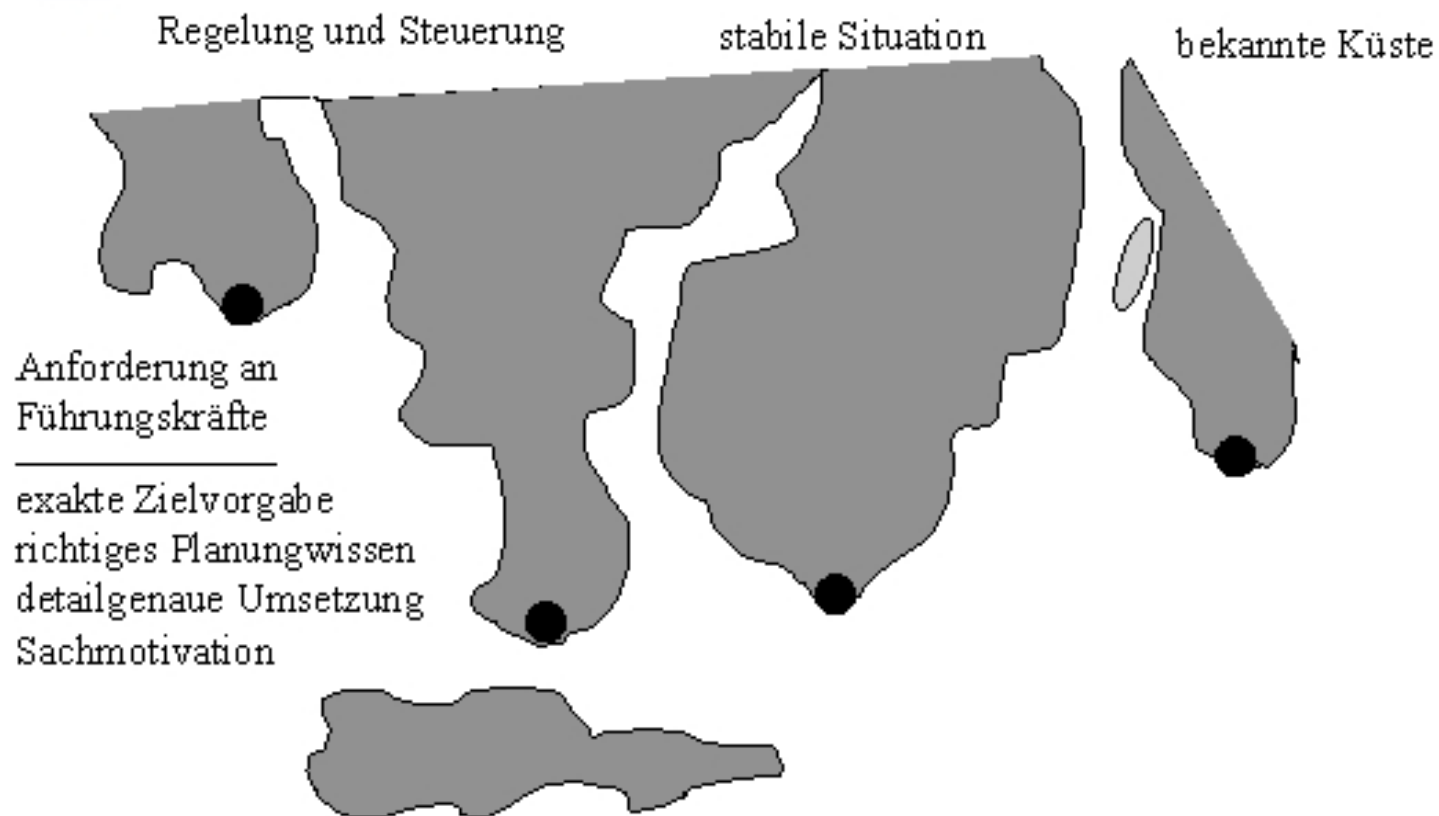 Regelung und Steuerung
stabile Situation
bekannte Küste
Anforderung an
Führungskräfte
exakte Zielvorgabe
richtiges Planungwissen
detailgenaue Umsetzung
Sachmotivation